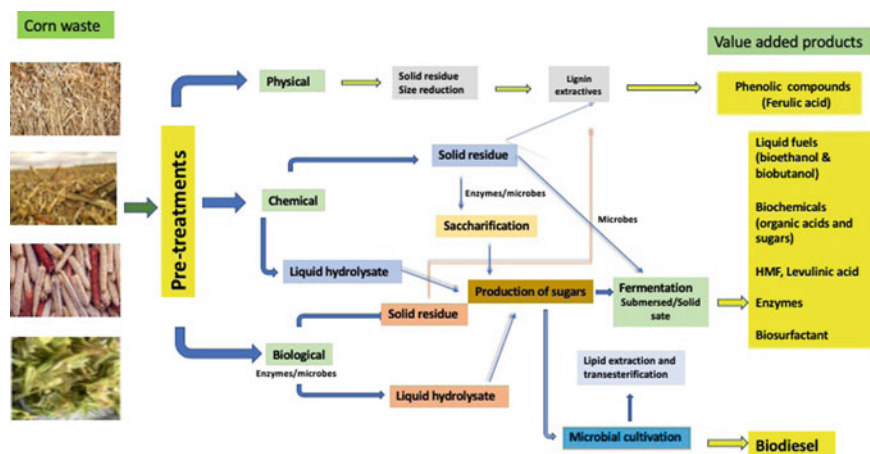 Corn waste
Value added products
Pre-treatments
Physical
Solid residue
Size reduction
Lignin
extractives
Phenolic compounds
(Ferulic acid)
Chemical
Solid residue
Enzymes/microbes
Saccharification
Microbes
Liquid hydrolysate
Production of sugars
Fermentation
Submersed/Solid
sate
Liquid fuels
(bioethanol &
biobutanol)
Biochemicals
(organic acids and
sugars)
HMF, Levulinic acid
Enzymes
Biosurfactant
Solid residue
Biological
Enzymes/microbes
Liquid hydrolysate
Lipid extraction and
transesterification
Microbial cultivation
Biodiesel